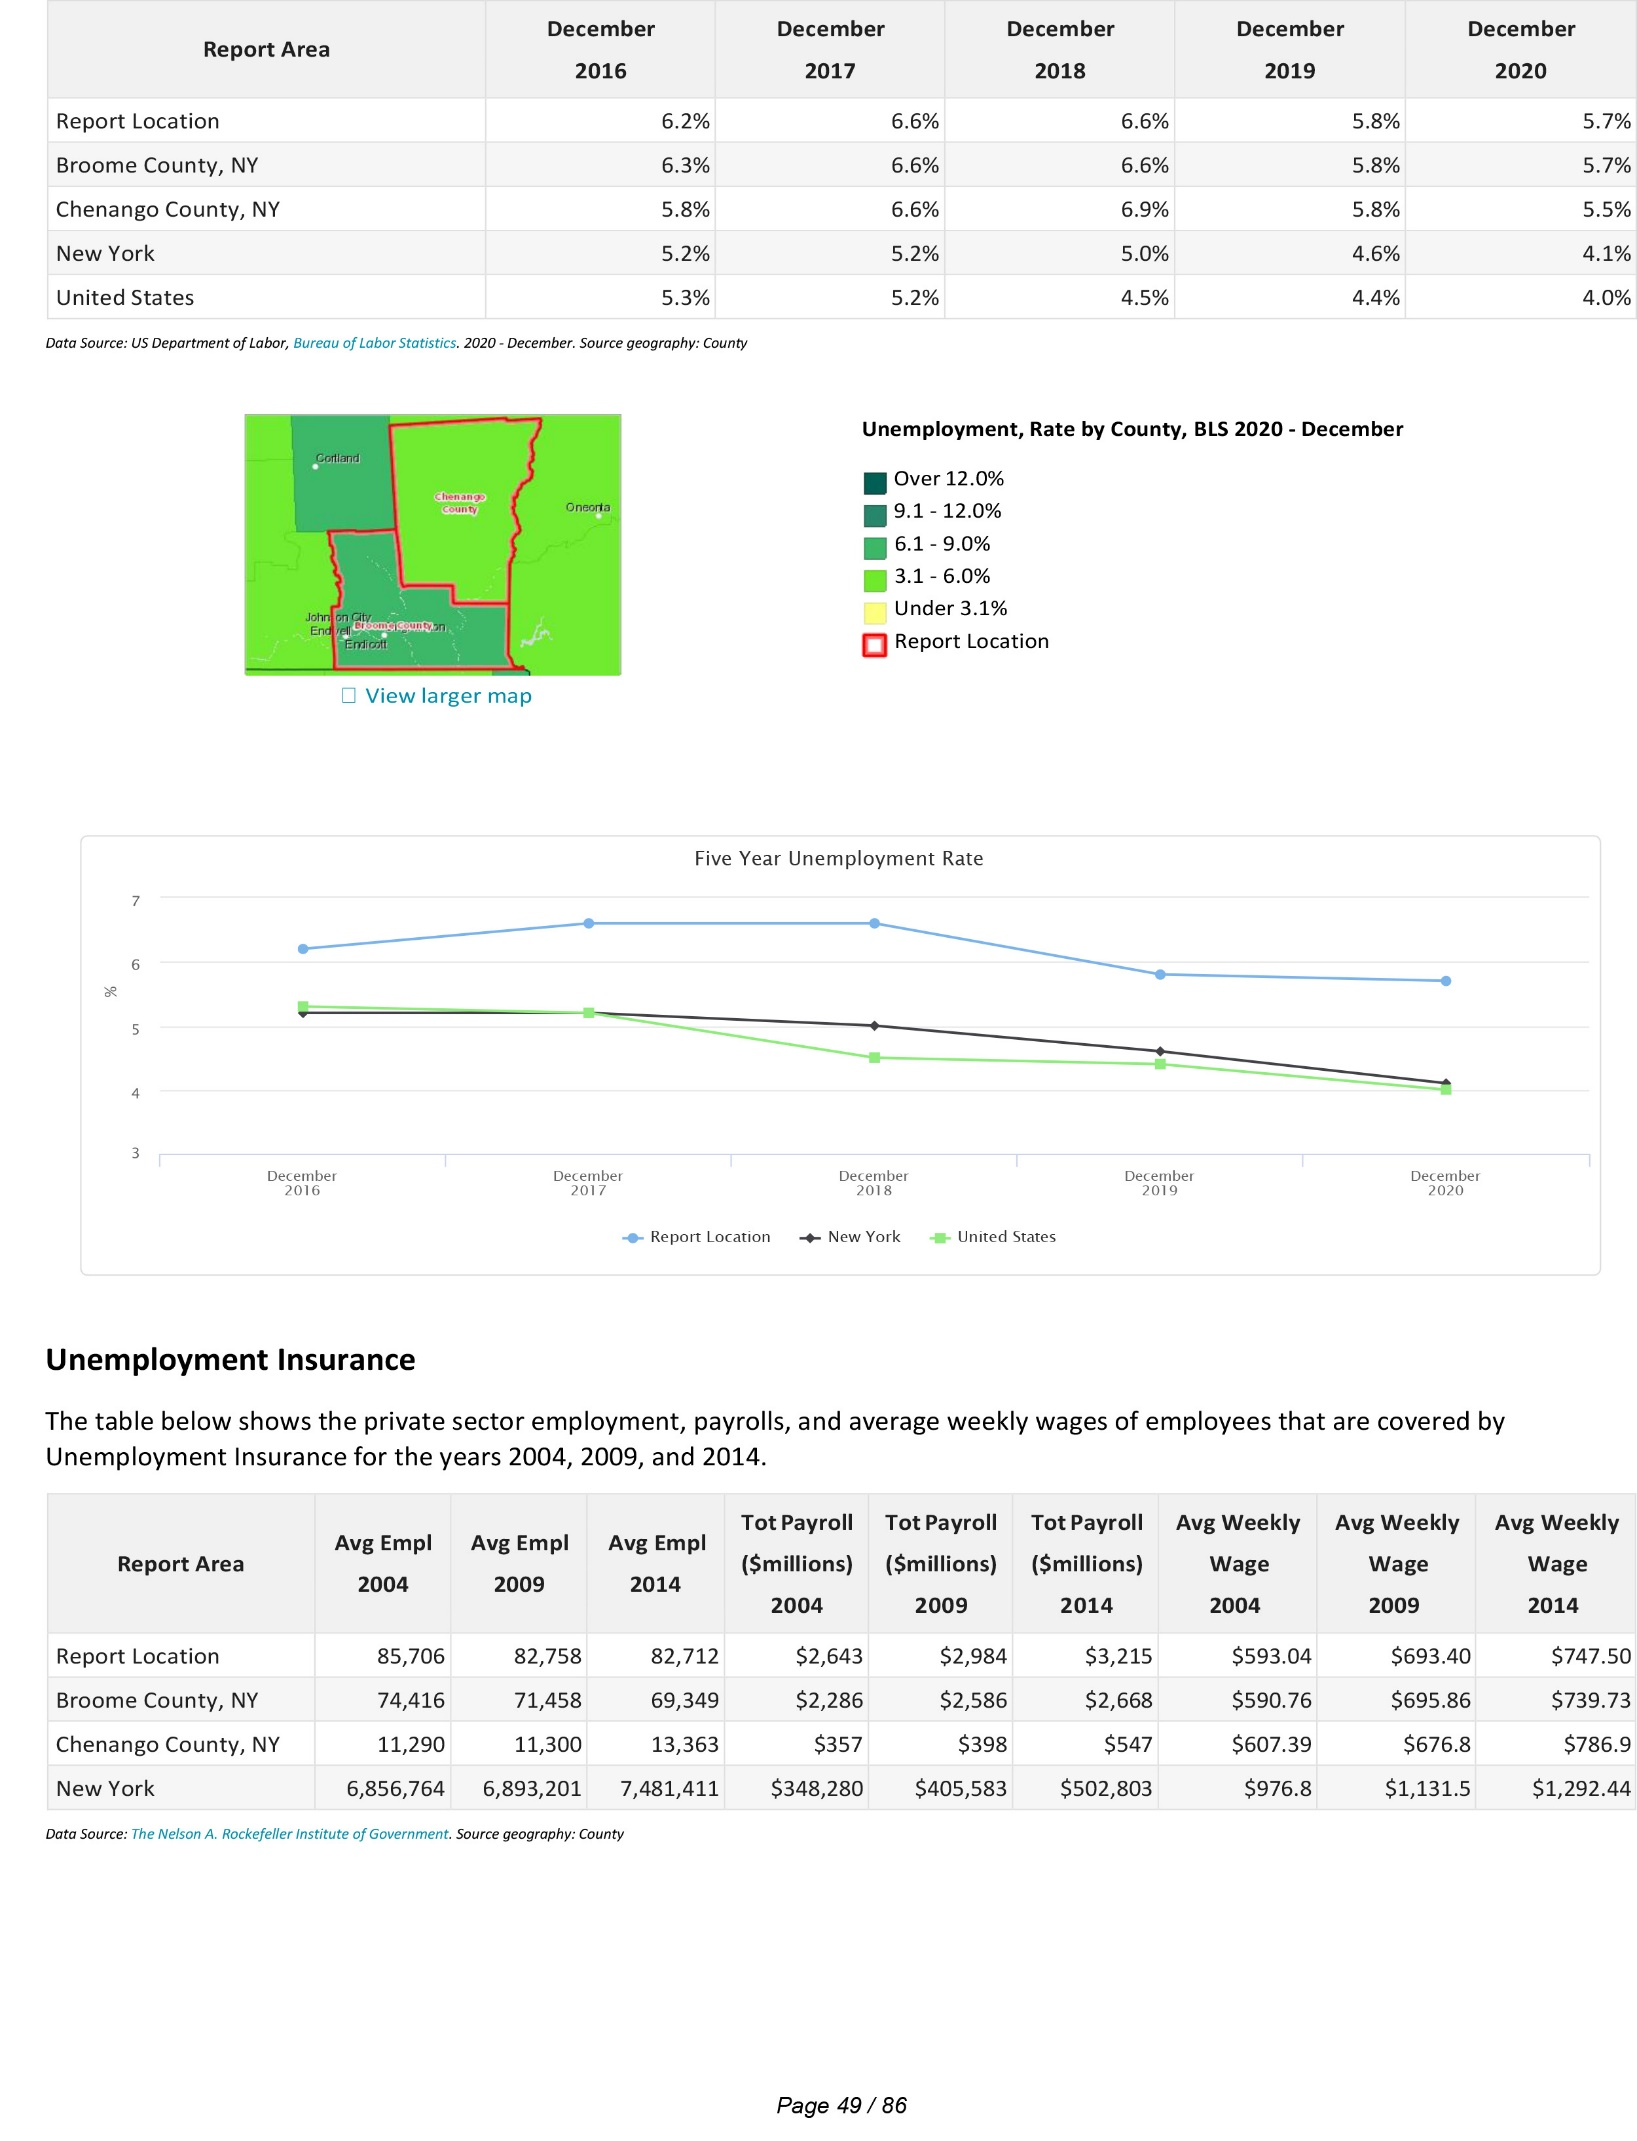 Report Area December 2016 December 2017 December 2018 December 2019 December 2020
Report Location 6.2% 6.6% 6.6% 5.8% 5.7%
Broome County, NY 6.3% 6.6% 6.6% 5.8% 5.7%
Chenango County, NY 5.8% 6.6% 6.9% 5.8% 5.5%
New York 5.2% 5.2% 5.0% 4.6% 4.1%
United States 5.3% 5.2% 4.5% 4.4% 4.0%
Data Source: US Department of Labor, Bureau of Labor Statistics. 2020 - December. Source geography: County
Cortland
Chenango
County
Oneonta
Broome County
Endicott
View larger map
Unemployment, Rate by County, BLS 2020 - December
Over 12.0%
9.1 - 12.0%
6.1 - 9.0%
3.1 - 6.0%
Under 3.1%
Report Location
Five Year Unemployment Rate
7
6
5
4
3
%
December 2016
December 2017
December 2018
December 2019
December 2020
Report Location New York United States
Unemployment Insurance
The table below shows the private sector employment, payrolls, and average weekly wages of employees that are covered by
Unemployment Insurance for the years 2004, 2009, and 2014.
Report Area Avg Empl 2004 Avg Empl 2009 Avg Empl 2014 Tot Payroll ($millions) 2004 Tot Payroll ($millions) 2009 Tot Payroll ($millions) 2014 Avg Weekly Wage 2004 Avg Weekly Wage 2009 Avg Weekly Wage 2014
Report Location 85,706 82,758 82,712 $2,643 $2,984 $3,215 $593.04 $693.40 $747.50
Broome County, NY 74,416 71,458 69,349 $2,286 $2,586 $2,668 $590.76 $695.86 $739.73
Chenango County, NY 11,290 11,300 13,363 $357 $398 $547 $607.39 $676.8 $786.9
New York 6,856,764 6,893,201 7,481,411 $348,280 $405,583 $502,803 $976.8 $1,131.5 $1,292.44
Data Source: The Nelson A. Rockefeller Institute of Government. Source geography: County
Page 49 / 86